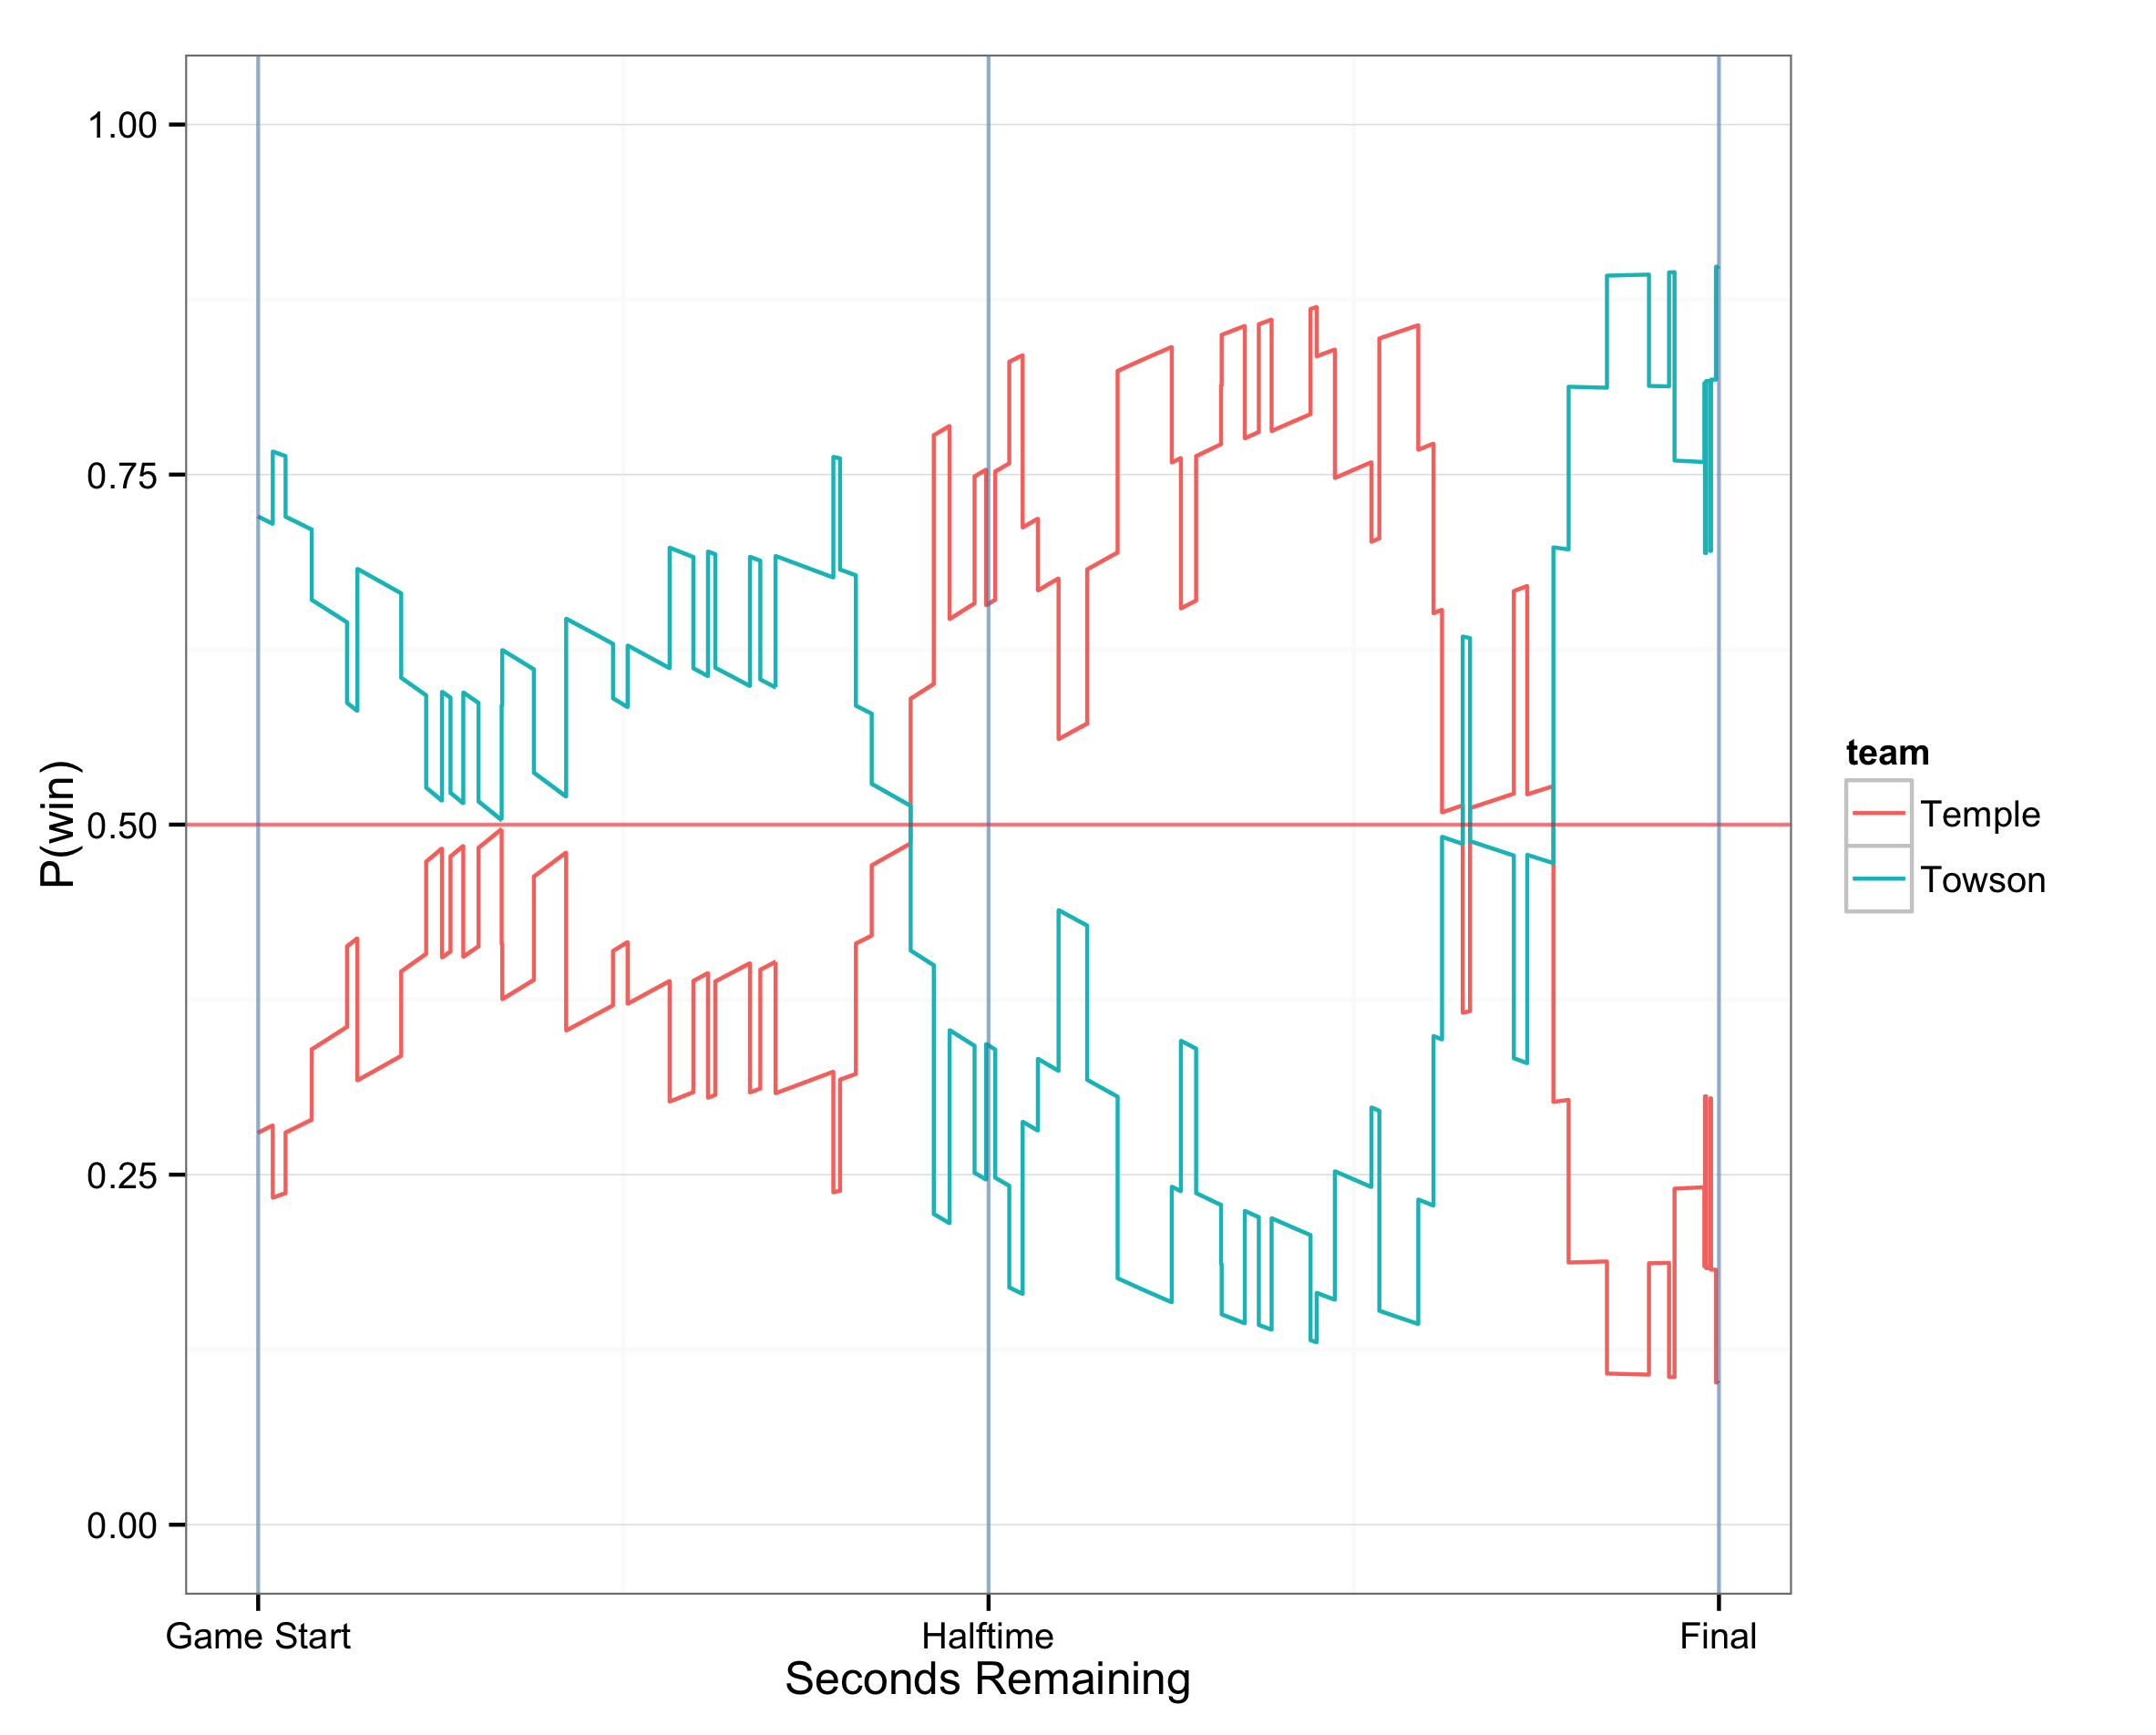 1.00
0.75
0.50
0.25
0.00
P(win)
Game Start
Halftime
Final
Seconds Remaining
team
Temple
Towson